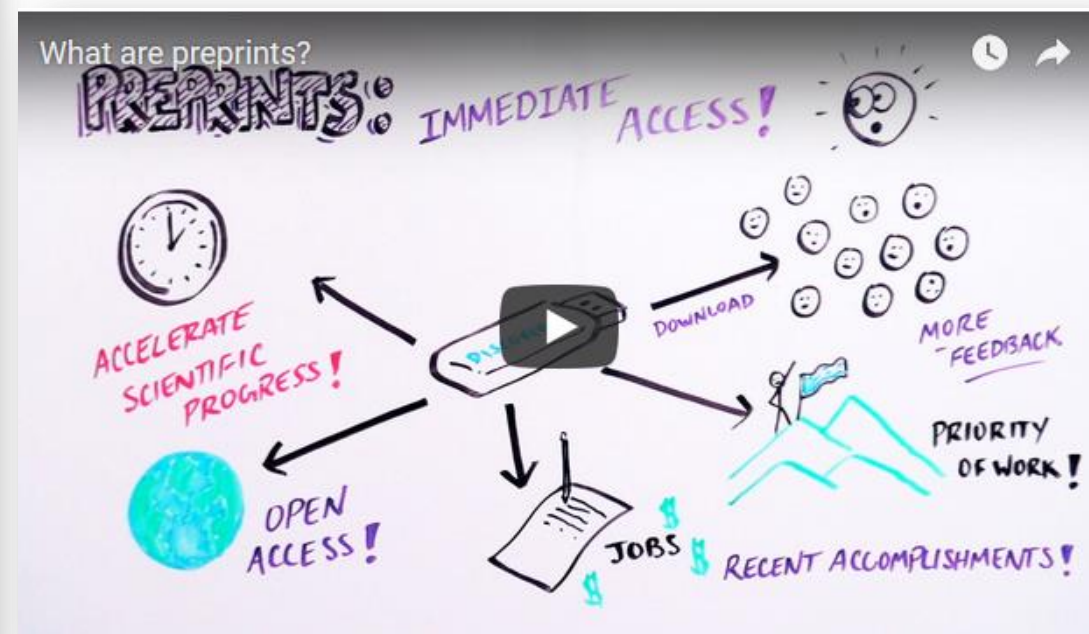 What are preprints?
PREPRINTS:
IMMEDIATE ACCESS!
ACCELERATE
SCIENTIFIC
PROGRESS!
DOWNLOAD
MORE
FEEDBACK
PRIORITY
OF WORK!
OPEN
ACCESS!
JOBS
$
$
$
RECENT ACCOMPLISHMENTS!